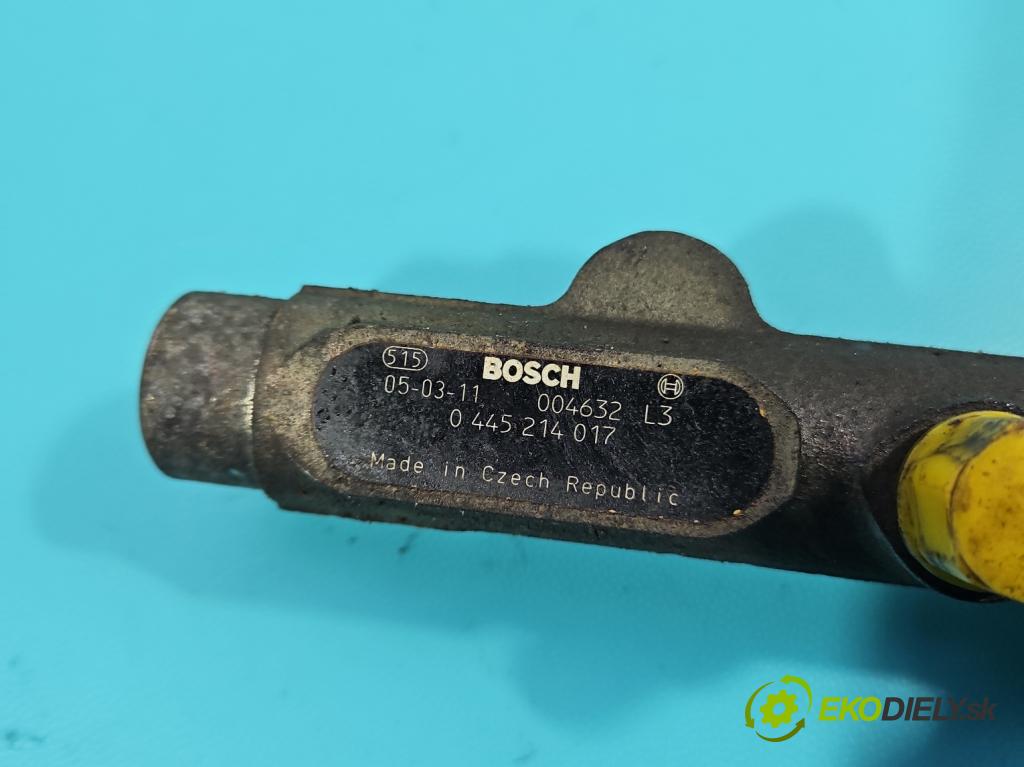 515 BOSCH
05-03-11 004632 L3
0 445 214 017
Made in Czech Republic
EKODIELY.sk